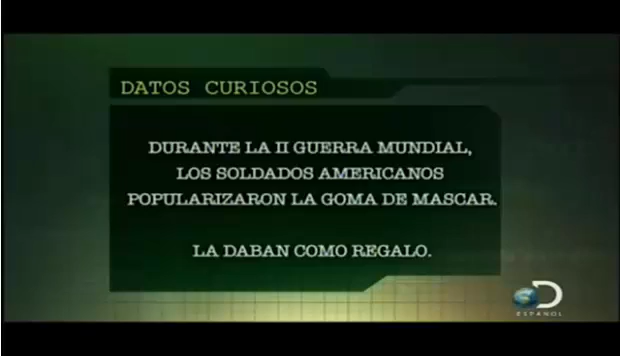 DATOS CURIOSOS
DURANTE LA II GUERRA MUNDIAL,
LOS SOLDADOS AMERICANOS
POPULARIZARON LA GOMA DE MASCAR.
LA DABAN COMO REGALO.
D
ESPAÑOL